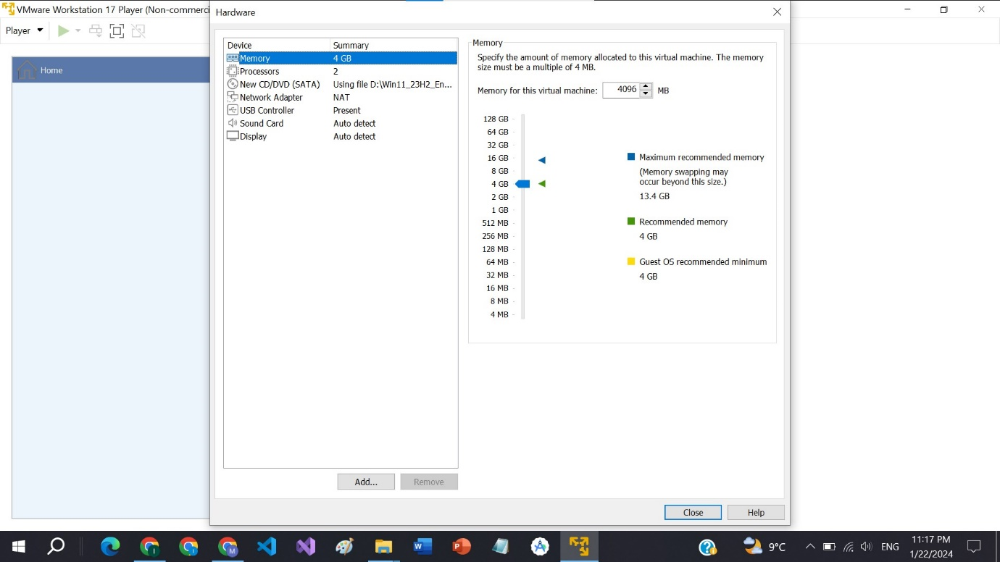 VMware Workstation 17 Player (Non-commerci
Hardware
Player
Home
Device Summary
Memory 4 GB
Processors 2
New CD/DVD (SATA) Using file D:\Win11_23H2_En...
Network Adapter NAT
USB Controller Present
Sound Card Auto detect
Display Auto detect
Add...
Remove
Memory
Specify the amount of memory allocated to this virtual machine. The memory
size must be a multiple of 4 MB.
Memory for this virtual machine: 4096 MB
128 GB
64 GB
32 GB
16 GB
8 GB
4 GB
2 GB
1 GB
512 MB
256 MB
128 MB
64 MB
32 MB
16 MB
8 MB
4 MB
Maximum recommended memory
(Memory swapping may
occur beyond this size.)
13.4 GB
Recommended memory
4 GB
Guest OS recommended minimum
4 GB
Close
Help
9°C
ENG
11:17 PM
1/22/2024